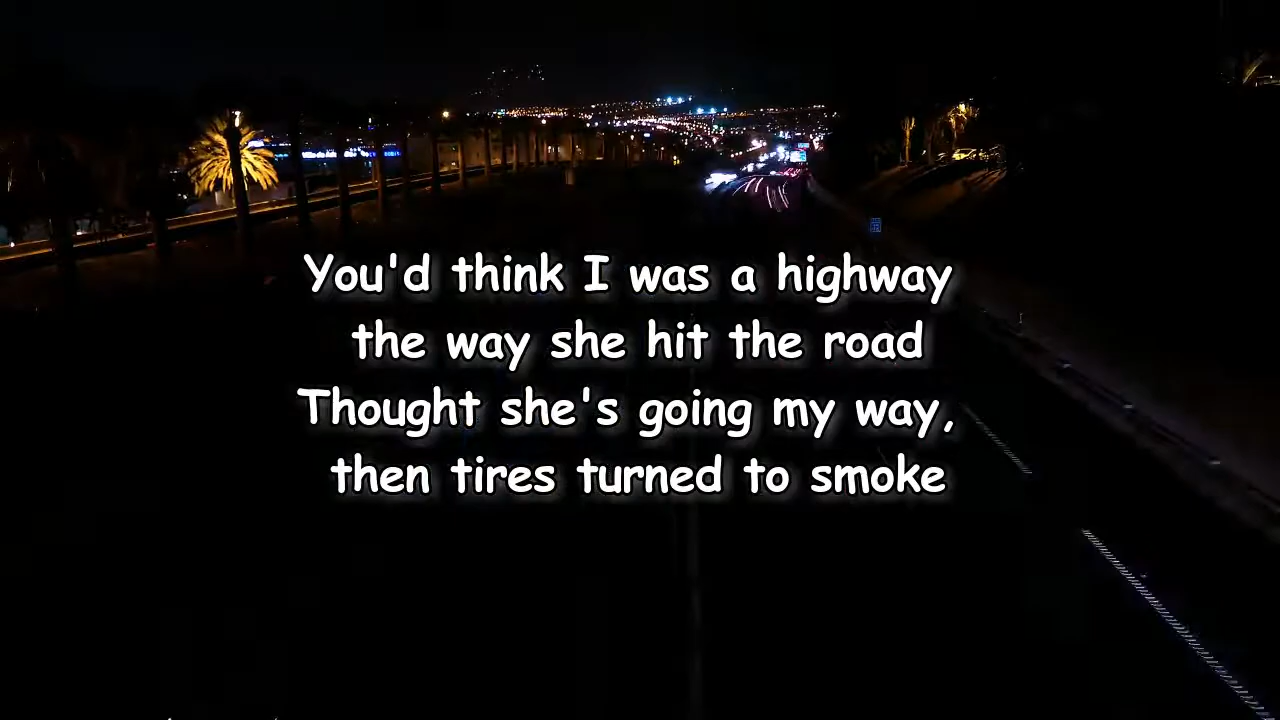 You'd think I was a highway
the way she hit the road
Thought she's going my way,
then tires turned to smoke